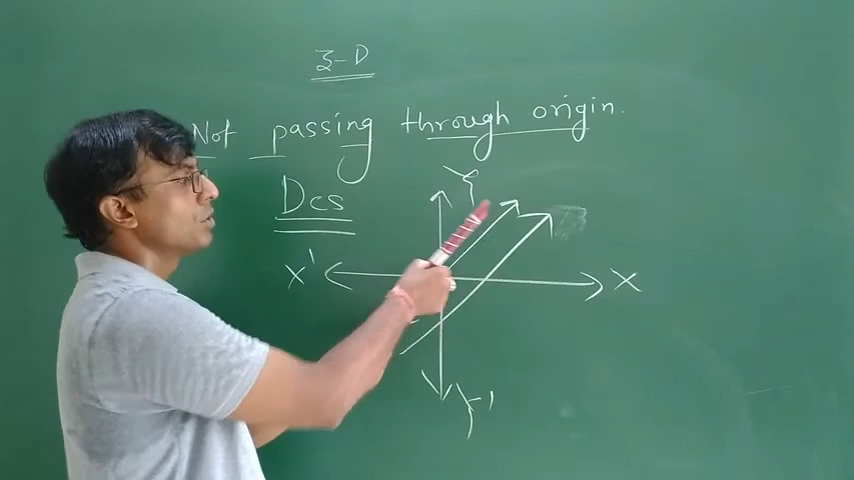 3-D
Not passing through origin.
Dcs
Y
X' X
Y'